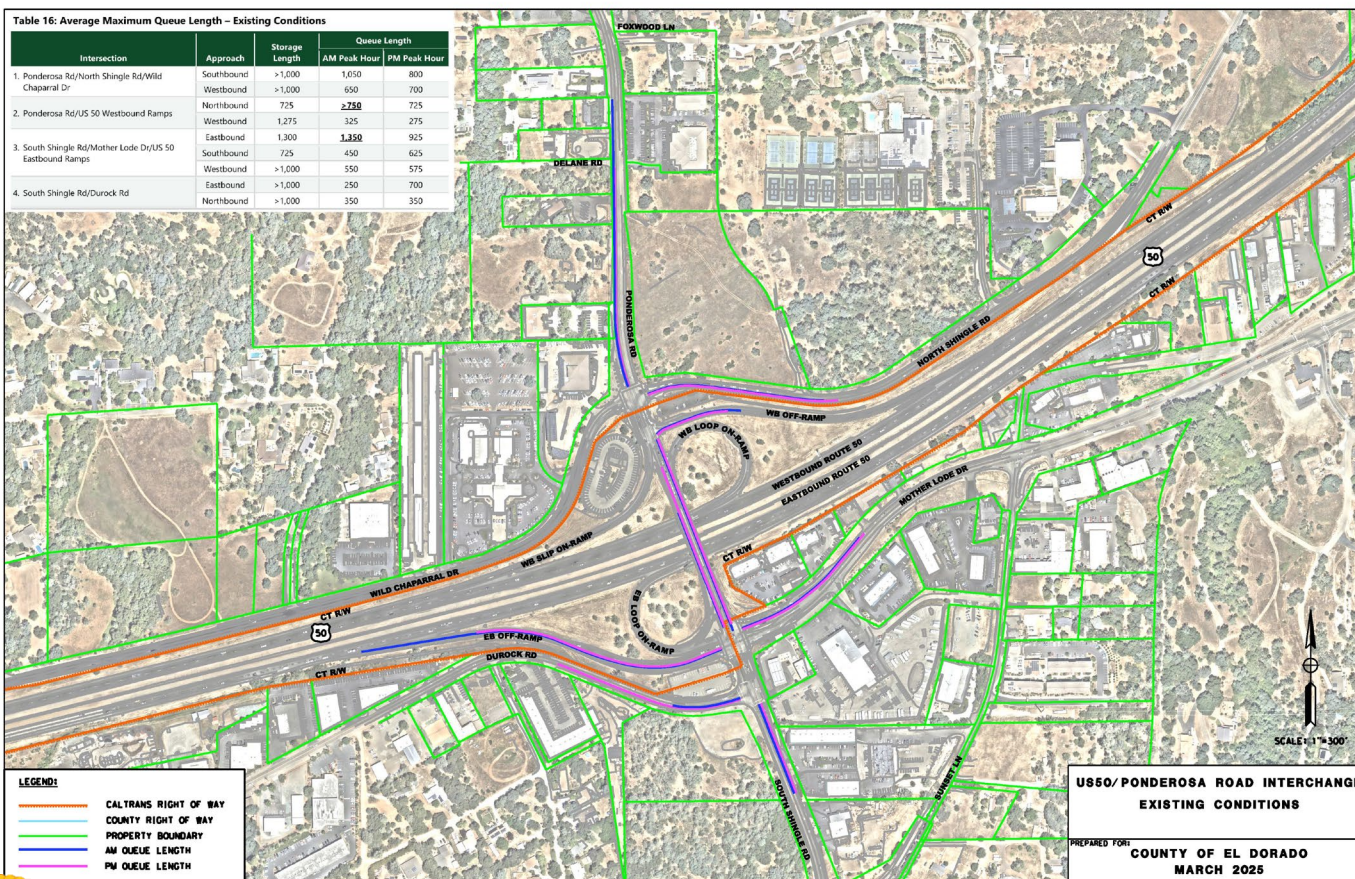 Table 16: Average Maximum Queue Length – Existing Conditions
Intersection Approach Storage Length Queue Length
AM Peak Hour PM Peak Hour
1. Ponderosa Rd/North Shingle Rd/Wild Chaparral Dr Southbound >1,000 1,050 800
Westbound >1,000 650 700
2. Ponderosa Rd/US 50 Westbound Ramps Northbound 725 >750 725
Westbound 1,275 325 275
3. South Shingle Rd/Mother Lode Dr/US 50 Eastbound Ramps Eastbound 1,300 1,350 925
Southbound 725 450 625
Westbound >1,000 550 575
4. South Shingle Rd/Durock Rd Eastbound >1,000 250 700
Northbound >1,000 350 350
FOXWOOD LN
DELANE RD
PONDEROSA RD
CT R/W
50
CT R/W
NORTH SHINGLE RD
WB OFF-RAMP
WB LOOP ON-RAMP
WESTBOUND ROUTE 50
EASTBOUND ROUTE 50
MOTHER LODE DR
CT R/W
WB SLIP ON-RAMP
WILD CHAPARRAL DR
CT R/W
50
EB LOOP ON-RAMP
EB OFF-RAMP
DUROCK RD
CT R/W
SOUTH SHINGLE RD
SUNSET LN
SCALE: 1"=300'
LEGEND:
CALTRANS RIGHT OF WAY
COUNTY RIGHT OF WAY
PROPERTY BOUNDARY
AM QUEUE LENGTH
PM QUEUE LENGTH
US50/PONDEROSA ROAD INTERCHANGE
EXISTING CONDITIONS
PREPARED FOR:
COUNTY OF EL DORADO
MARCH 2025